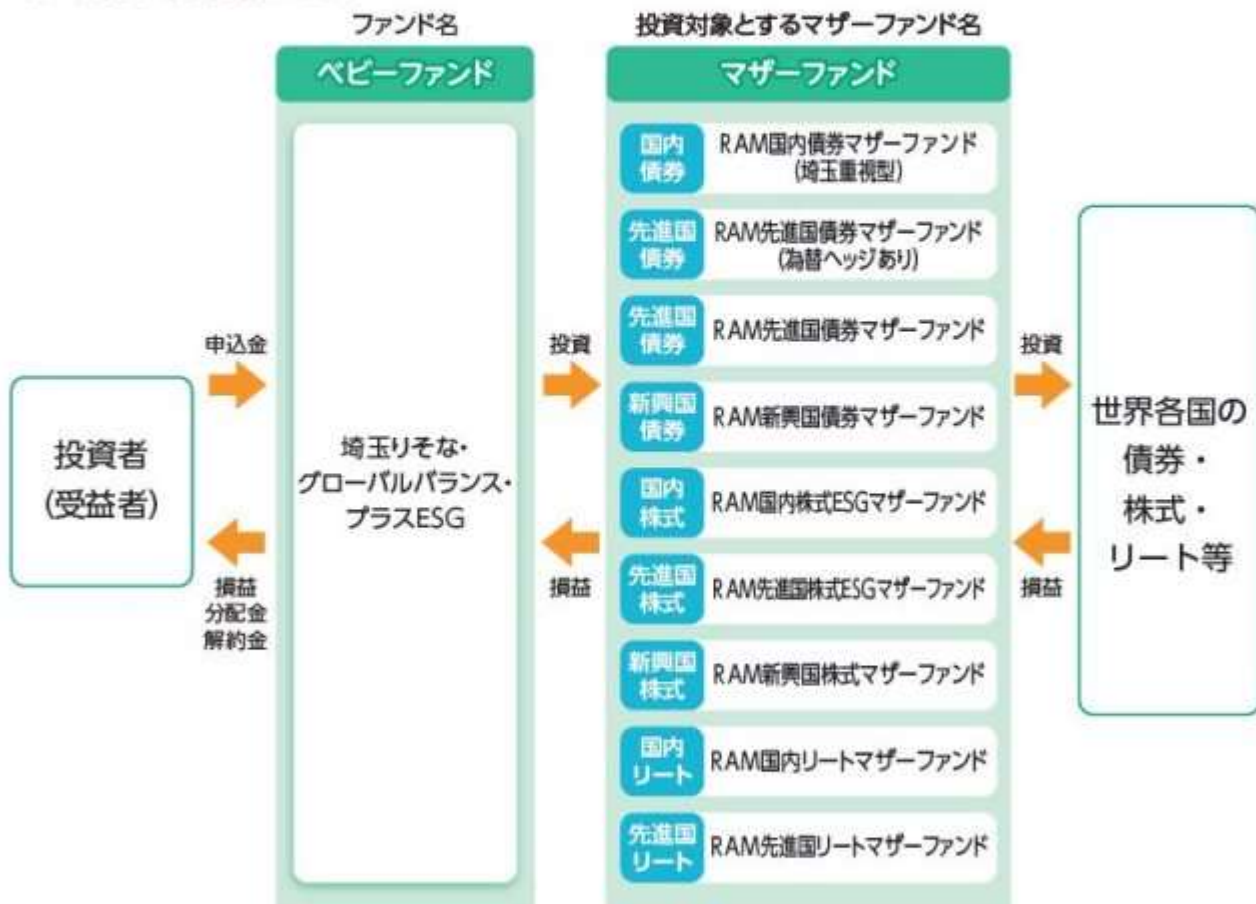 ファンド名
投資対象とするマザーファンド名
ベビーファンド
マザーファンド
国内
債券
RAM国内債券マザーファンド
(埼玉重視型)
先進国
債券
RAM先進国債券マザーファンド
(為替ヘッジあり)
先進国
債券
RAM先進国債券マザーファンド
新興国
債券
RAM新興国債券マザーファンド
国内
株式
RAM国内株式ESGマザーファンド
先進国
株式
RAM先進国株式ESGマザーファンド
新興国
株式
RAM新興国株式マザーファンド
国内
リート
RAM国内リートマザーファンド
先進国
リート
RAM先進国リートマザーファンド
投資者
(受益者)
申込金
損益
分配金
解約金
埼玉りそな・
グローバルバランス・
プラスESG
投資
損益
投資
損益
世界各国の
債券・
株式・
リート等